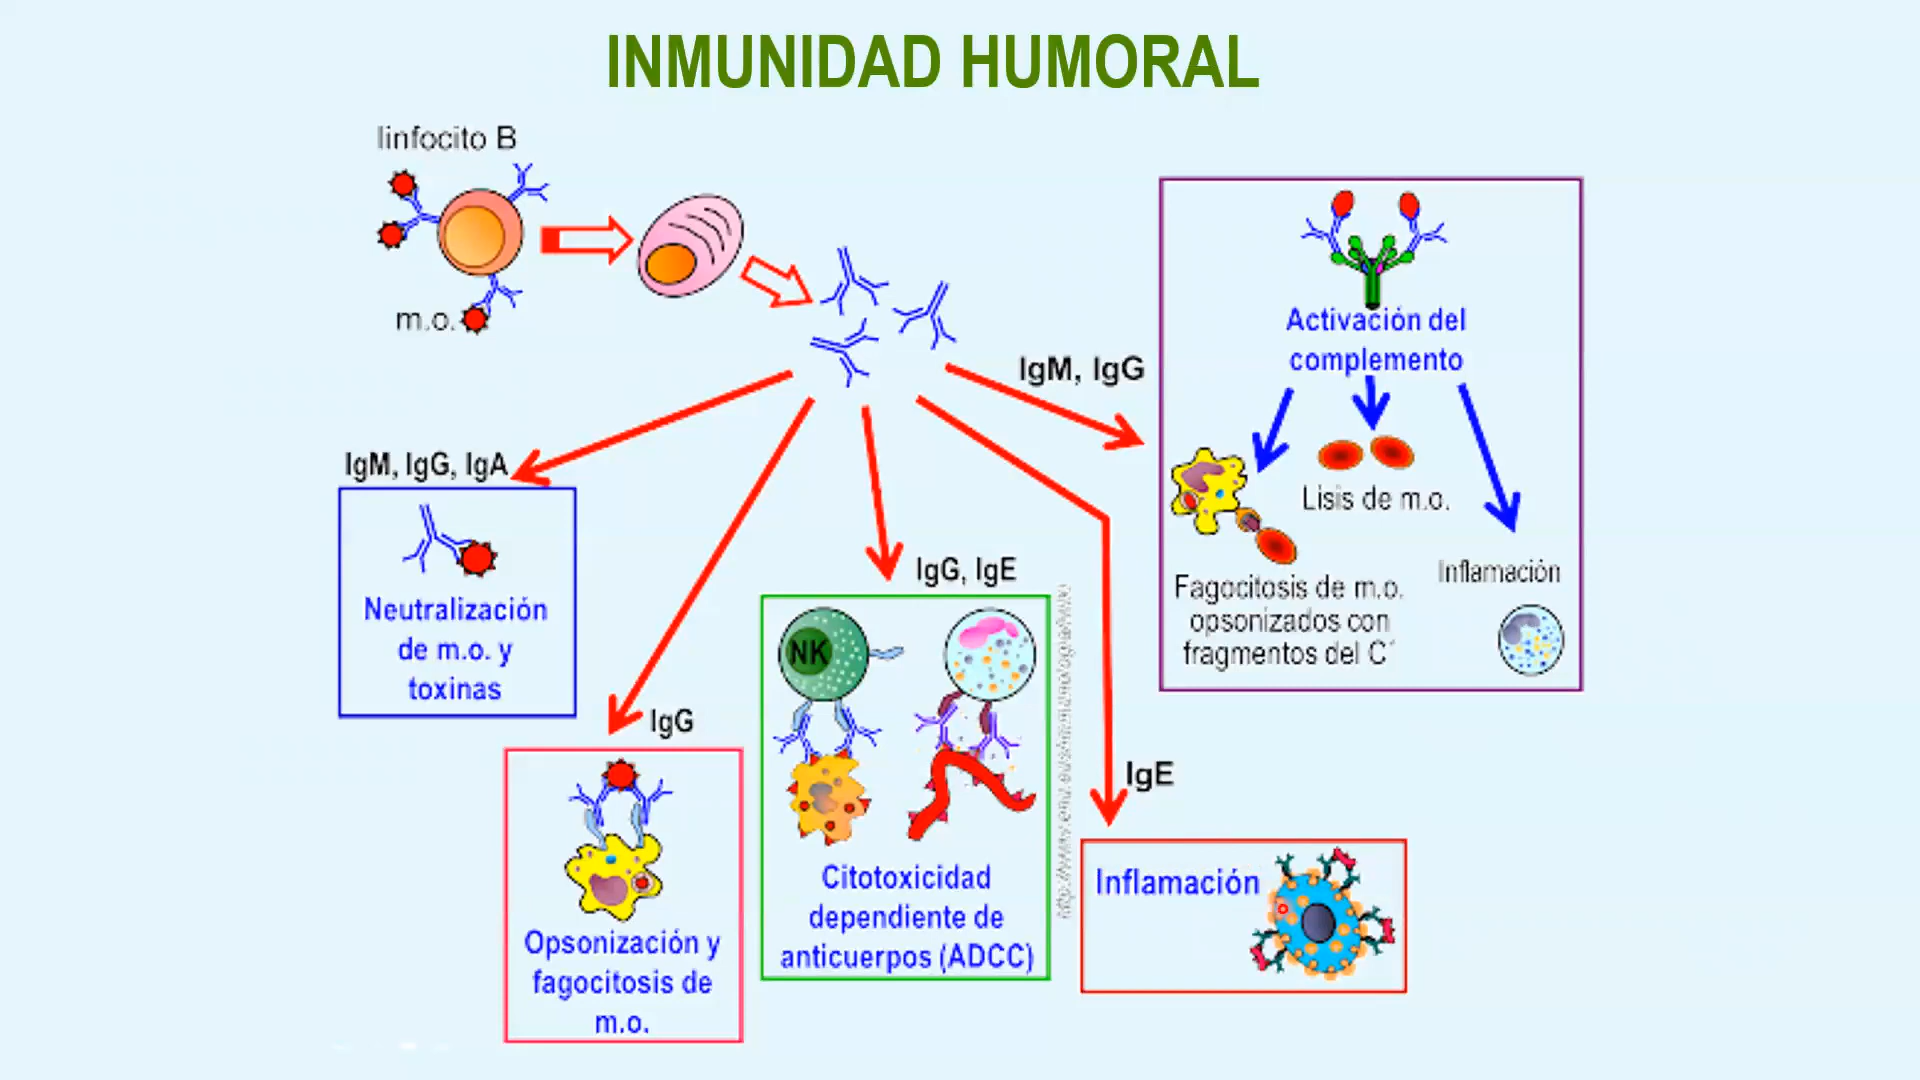 INMUNIDAD HUMORAL
linfocito B
m.o.
IgM, IgG
Activación del
complemento
IgM, IgG, IgA
Lisis de m.o.
Neutralización
de m.o. y
toxinas
IgG, IgE
Inflamación
Fagocitosis de m.o.
opsonizados con
fragmentos del C´
NK
IgG
IgE
Citotoxicidad
dependiente de
anticuerpos (ADCC)
Inflamación
Opsonización y
fagocitosis de
m.o.